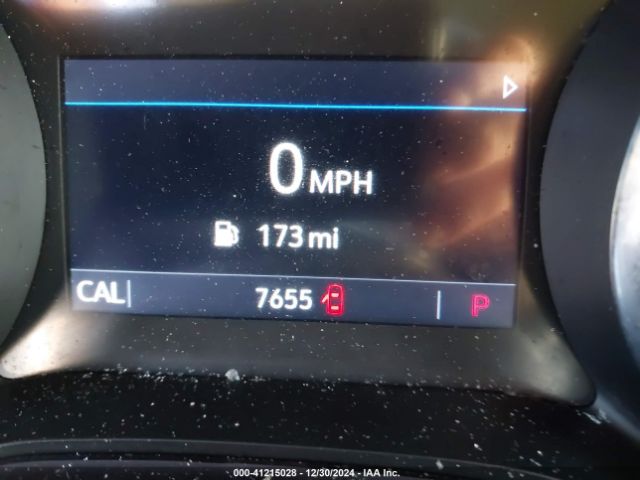 0 MPH
173 mi
CAL 7655 P
000-41215028 - 12/30/2024 - IAA Inc.